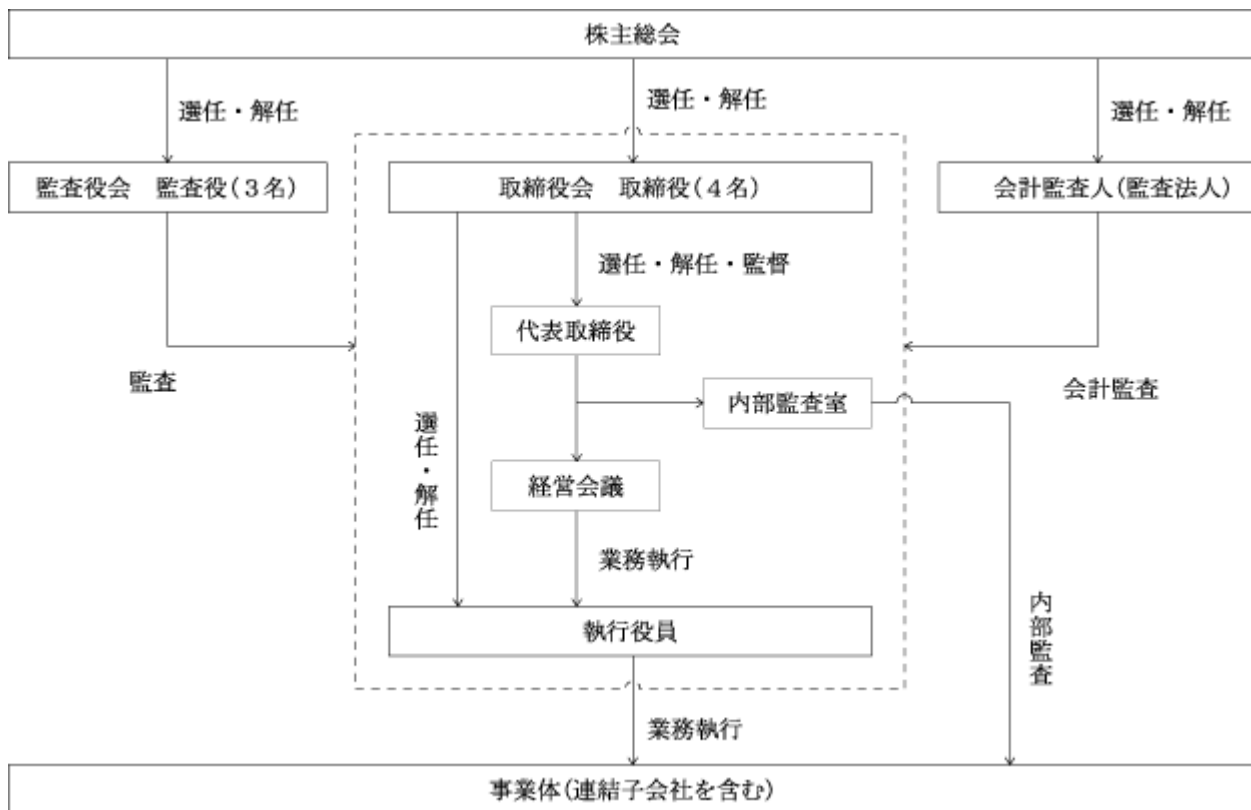 株主総会
選任・解任
選任・解任
選任・解任
監査役会　監査役(3名)
取締役会　取締役(4名)
会計監査人(監査法人)
選任・解任・監督
代表取締役
監査
会計監査
内部監査室
選任・解任
経営会議
業務執行
内部監査
執行役員
業務執行
事業体(連結子会社を含む)